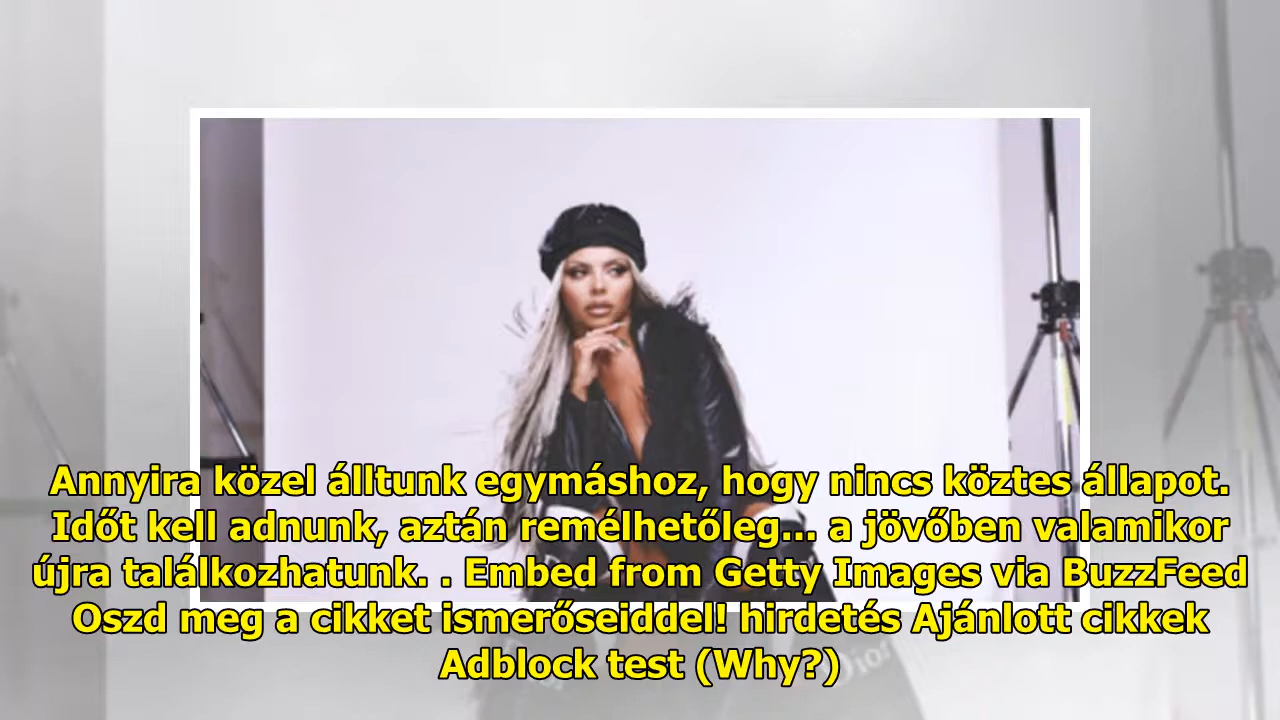 Annyira közel álltunk egymáshoz, hogy nincs köztes állapot.
Időt kell adnunk, aztán remélhetőleg... a jövőben valamikor
újra találkozhatunk. . Embed from Getty Images via BuzzFeed
Oszd meg a cikket ismerőseiddel! hirdetés Ajánlott cikkek
Adblock test (Why?)
Dior